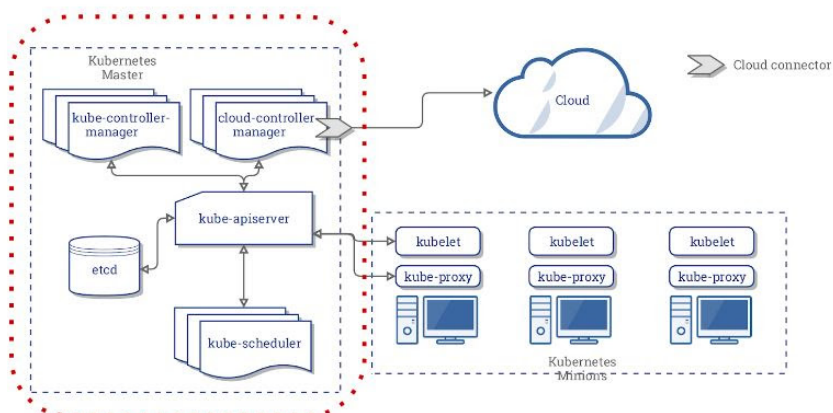 Kubernetes
Master
kube-controller-
manager
cloud-controller
manager
Cloud
Cloud connector
kube-apiserver
etcd
kube-scheduler
kubelet
kubelet
kubelet
kube-proxy
kube-proxy
kube-proxy
Kubernetes
Minions